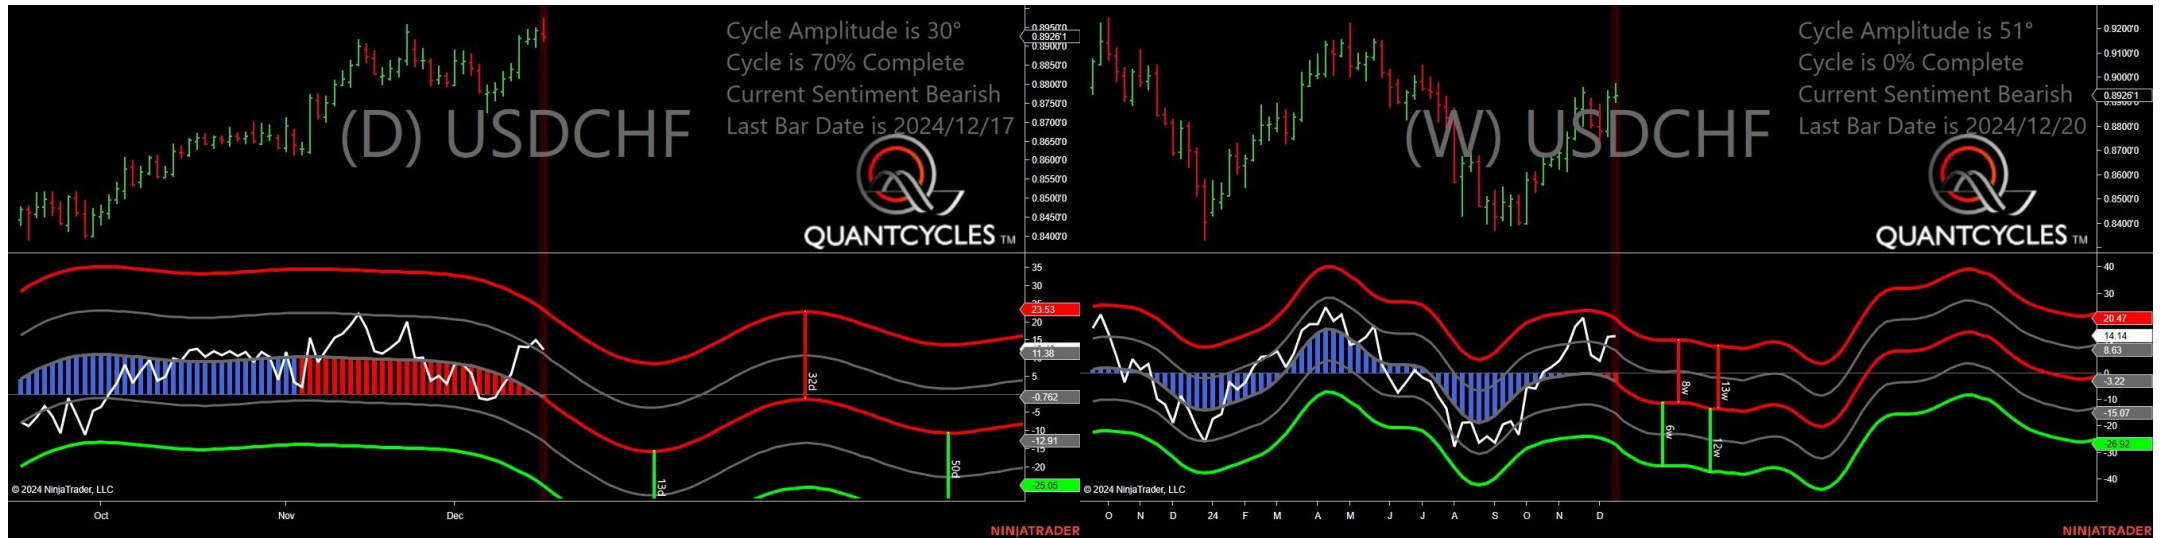 Cycle Amplitude is 30°
Cycle is 70% Complete
Current Sentiment Bearish
Last Bar Date is 2024/12/17
(D) USDCHF
QUANTCYCLES TM
0.8950'0
0.8926'1
0.8900'0
0.8850'0
0.8800'0
0.8750'0
0.8700'0
0.8650'0
0.8600'0
0.8550'0
0.8500'0
0.8450'0
0.8400'0
35
30
25
23.53
20
15
11.38
5
-0.762
-5
-10
-12.91
-15
-20
-25.05
13d
32d
50d
© 2024 NinjaTrader, LLC
Oct
Nov
Dec
NINJATRADER
Cycle Amplitude is 51°
Cycle is 0% Complete
Current Sentiment Bearish
Last Bar Date is 2024/12/20
(W) USDCHF
QUANTCYCLES TM
0.9200'0
0.9100'0
0.9000'0
0.8926'1
0.8800'0
0.8700'0
0.8600'0
0.8500'0
0.8400'0
40
30
20.47
14.14
8.63
0
-3.22
-10
-15.07
-20
-26.92
-30
-40
6w
8w
12w
13w
© 2024 NinjaTrader, LLC
O N D 24 F M A M J J A S O N D
NINJATRADER